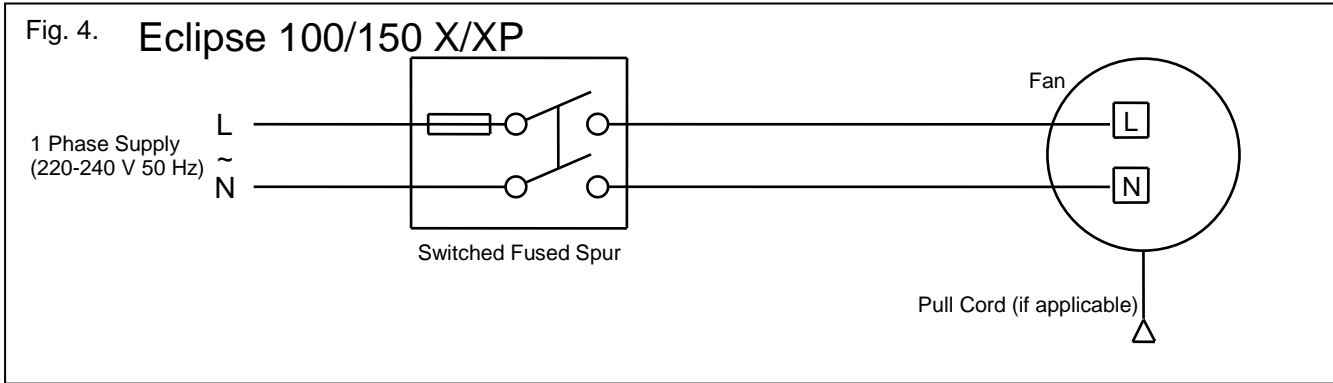 Fig. 4.
Eclipse 100/150 X/XP
Fan
L
1 Phase Supply
(220-240 V 50 Hz)
~
N
L
N
Switched Fused Spur
Pull Cord (if applicable)